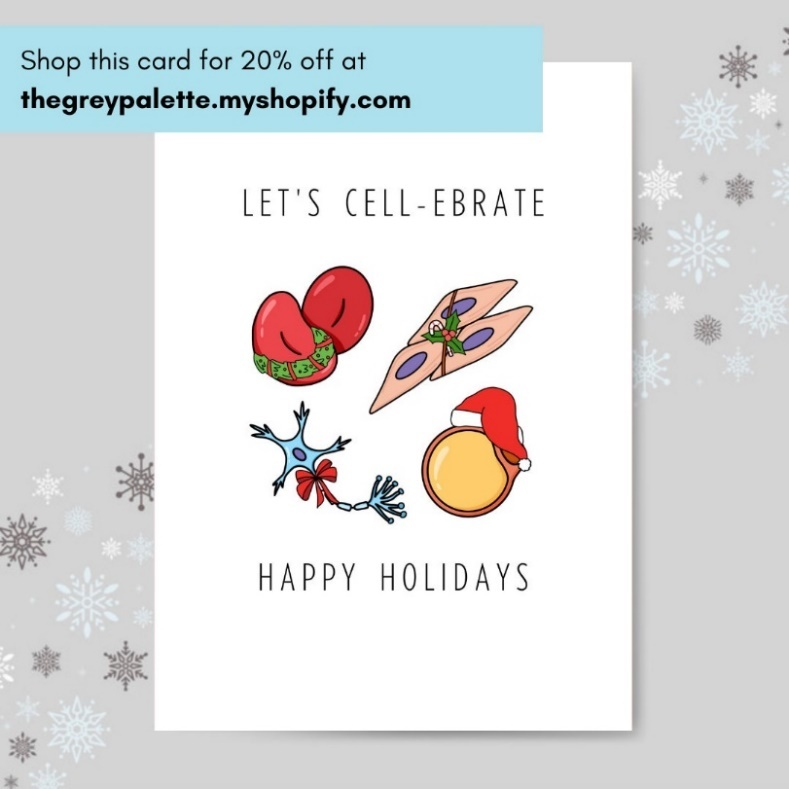 Shop this card for 20% off at
thegreypalette.myshopify.com
LET'S CELL-EBRATE
HAPPY HOLIDAYS